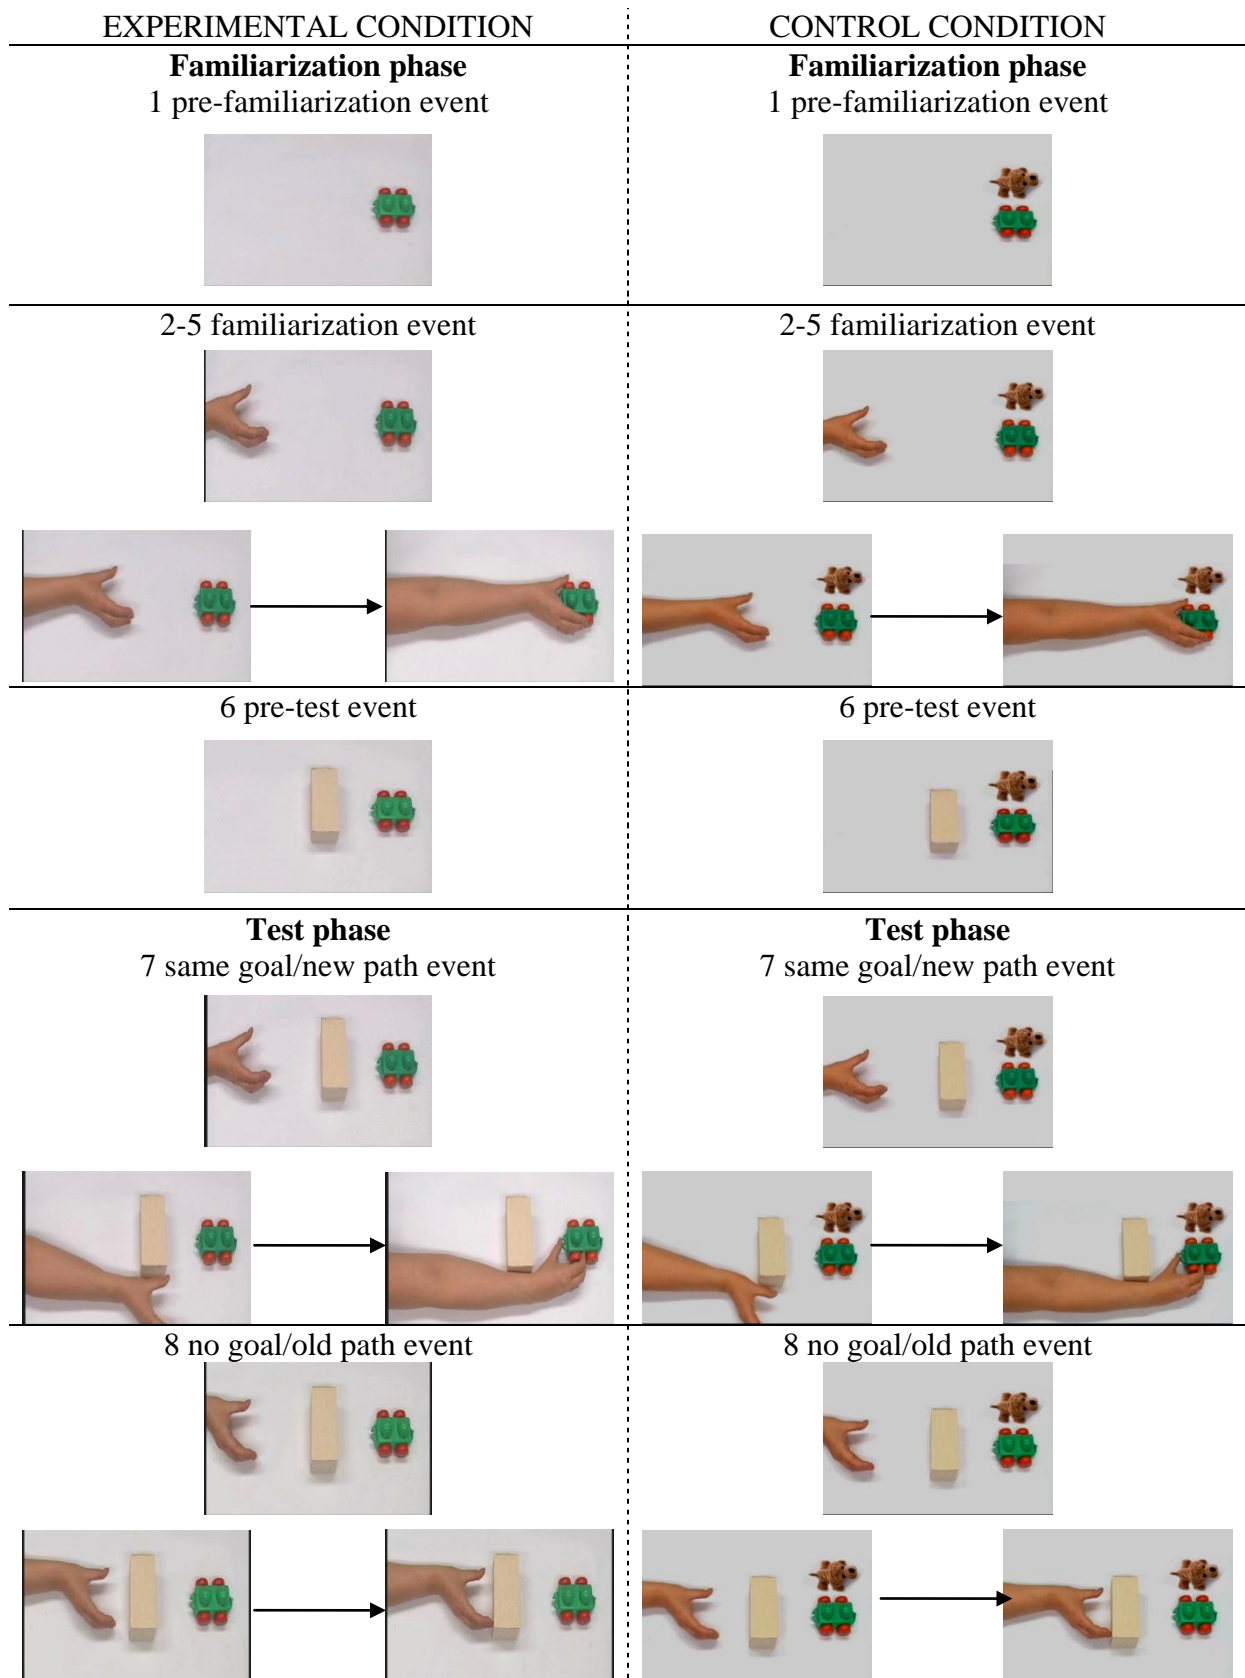 EXPERIMENTAL CONDITION
CONTROL CONDITION
Familiarization phase
Familiarization phase
1 pre-familiarization event
1 pre-familiarization event
2-5 familiarization event
2-5 familiarization event
6 pre-test event
6 pre-test event
Test phase
Test phase
7 same goal/new path event
7 same goal/new path event
8 no goal/old path event
8 no goal/old path event